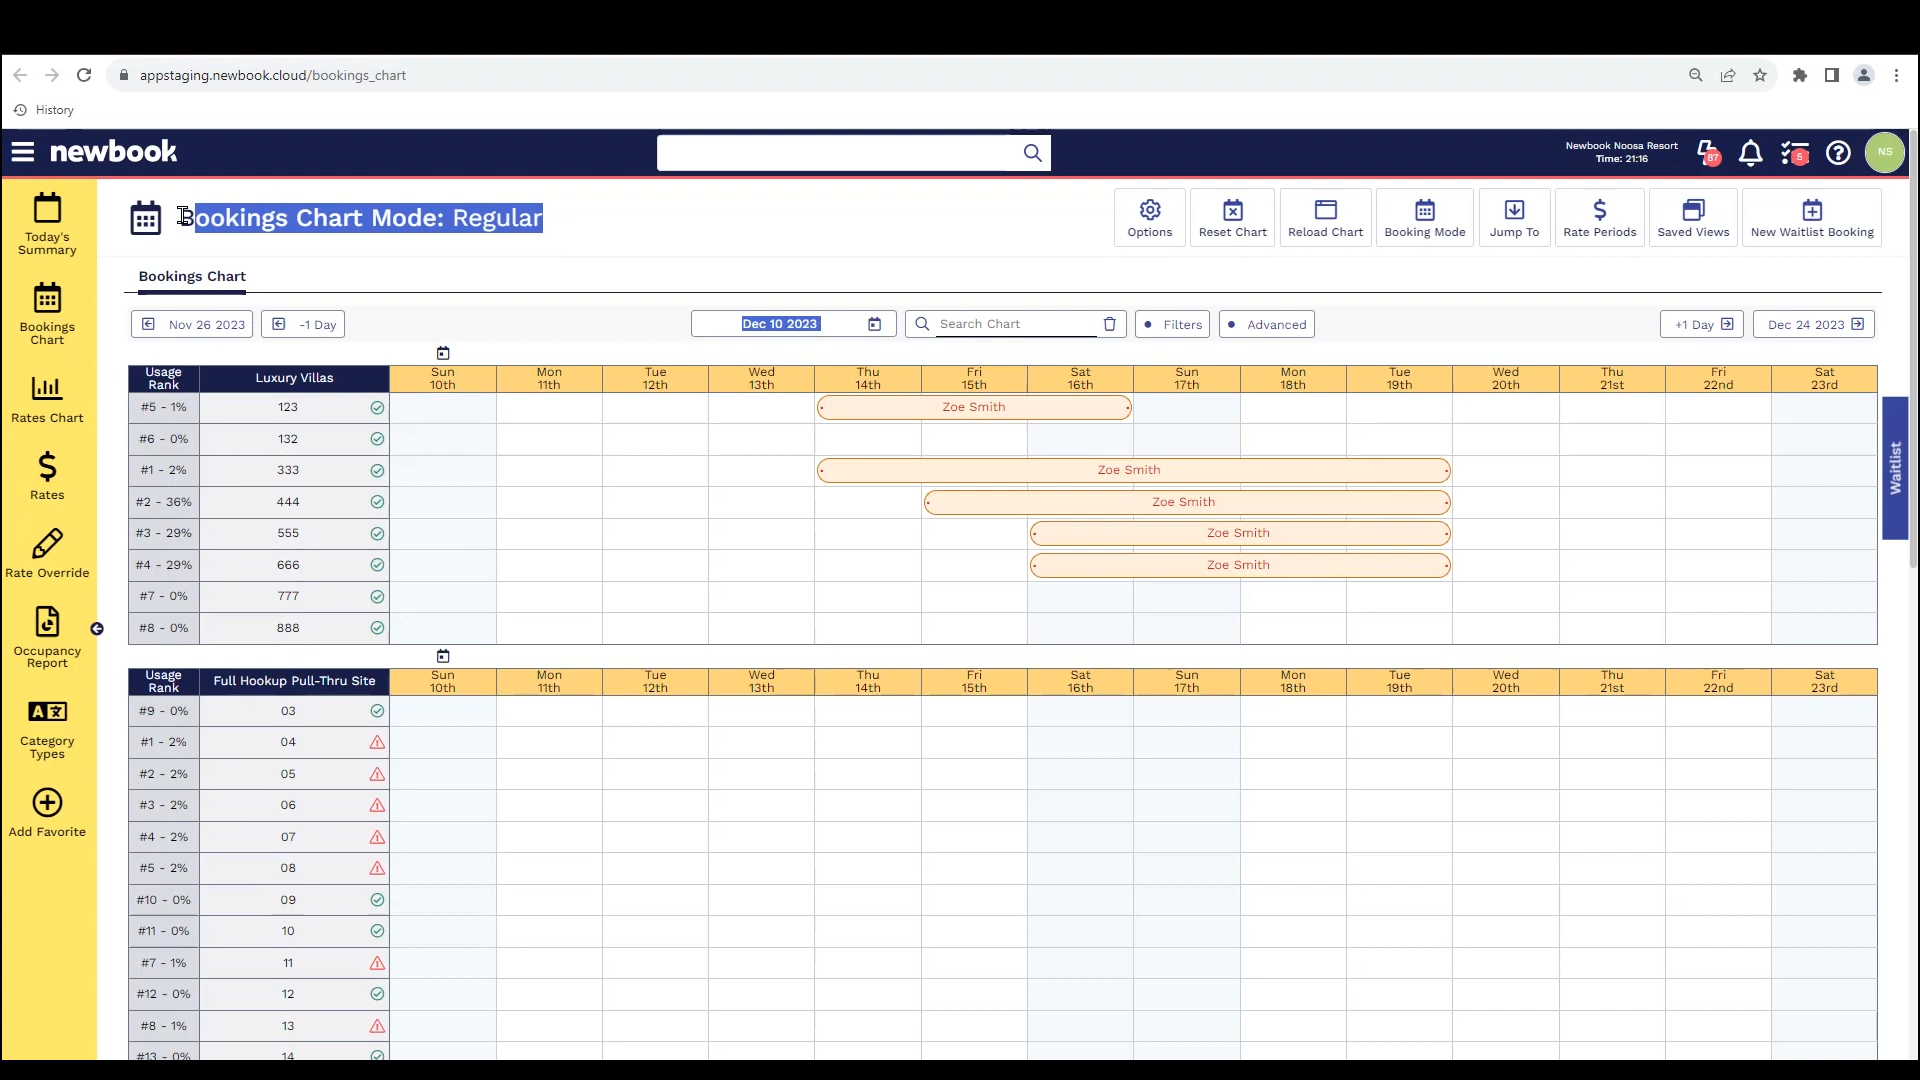 appstaging.newbook.cloud/bookings_chart
History
newbook
Newbook Noosa Resort
Time: 21:16
87
5
NS
Today's
Summary
Bookings
Chart
Rates Chart
Rates
Rate Override
Occupancy
Report
Category
Types
Add Favorite
Bookings Chart Mode: Regular
Options
Reset Chart
Reload Chart
Booking Mode
Jump To
Rate Periods
Saved Views
New Waitlist Booking
Bookings Chart
Nov 26 2023
-1 Day
Dec 10 2023
Search Chart
Filters
Advanced
+1 Day
Dec 24 2023
Waitlist
Usage Rank Luxury Villas Sun 10th Mon 11th Tue 12th Wed 13th Thu 14th Fri 15th Sat 16th Sun 17th Mon 18th Tue 19th Wed 20th Thu 21st Fri 22nd Sat 23rd
#5 - 1% 123 Zoe Smith
#6 - 0% 132
#1 - 2% 333 Zoe Smith
#2 - 36% 444 Zoe Smith
#3 - 29% 555 Zoe Smith
#4 - 29% 666 Zoe Smith
#7 - 0% 777
#8 - 0% 888
Usage Rank Full Hookup Pull-Thru Site Sun 10th Mon 11th Tue 12th Wed 13th Thu 14th Fri 15th Sat 16th Sun 17th Mon 18th Tue 19th Wed 20th Thu 21st Fri 22nd Sat 23rd
#9 - 0% 03
#1 - 2% 04
#2 - 2% 05
#3 - 2% 06
#4 - 2% 07
#5 - 2% 08
#10 - 0% 09
#11 - 0% 10
#7 - 1% 11
#12 - 0% 12
#8 - 1% 13
#13 - 0% 14